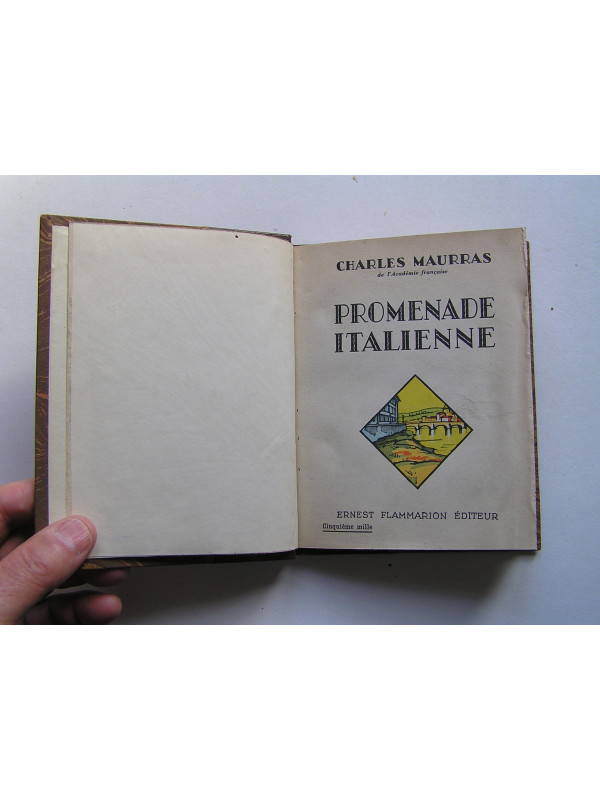 CHARLES MAURRAS
de l'Académie française
PROMENADE
ITALIENNE
ERNEST FLAMMARION ÉDITEUR
Cinquième mille